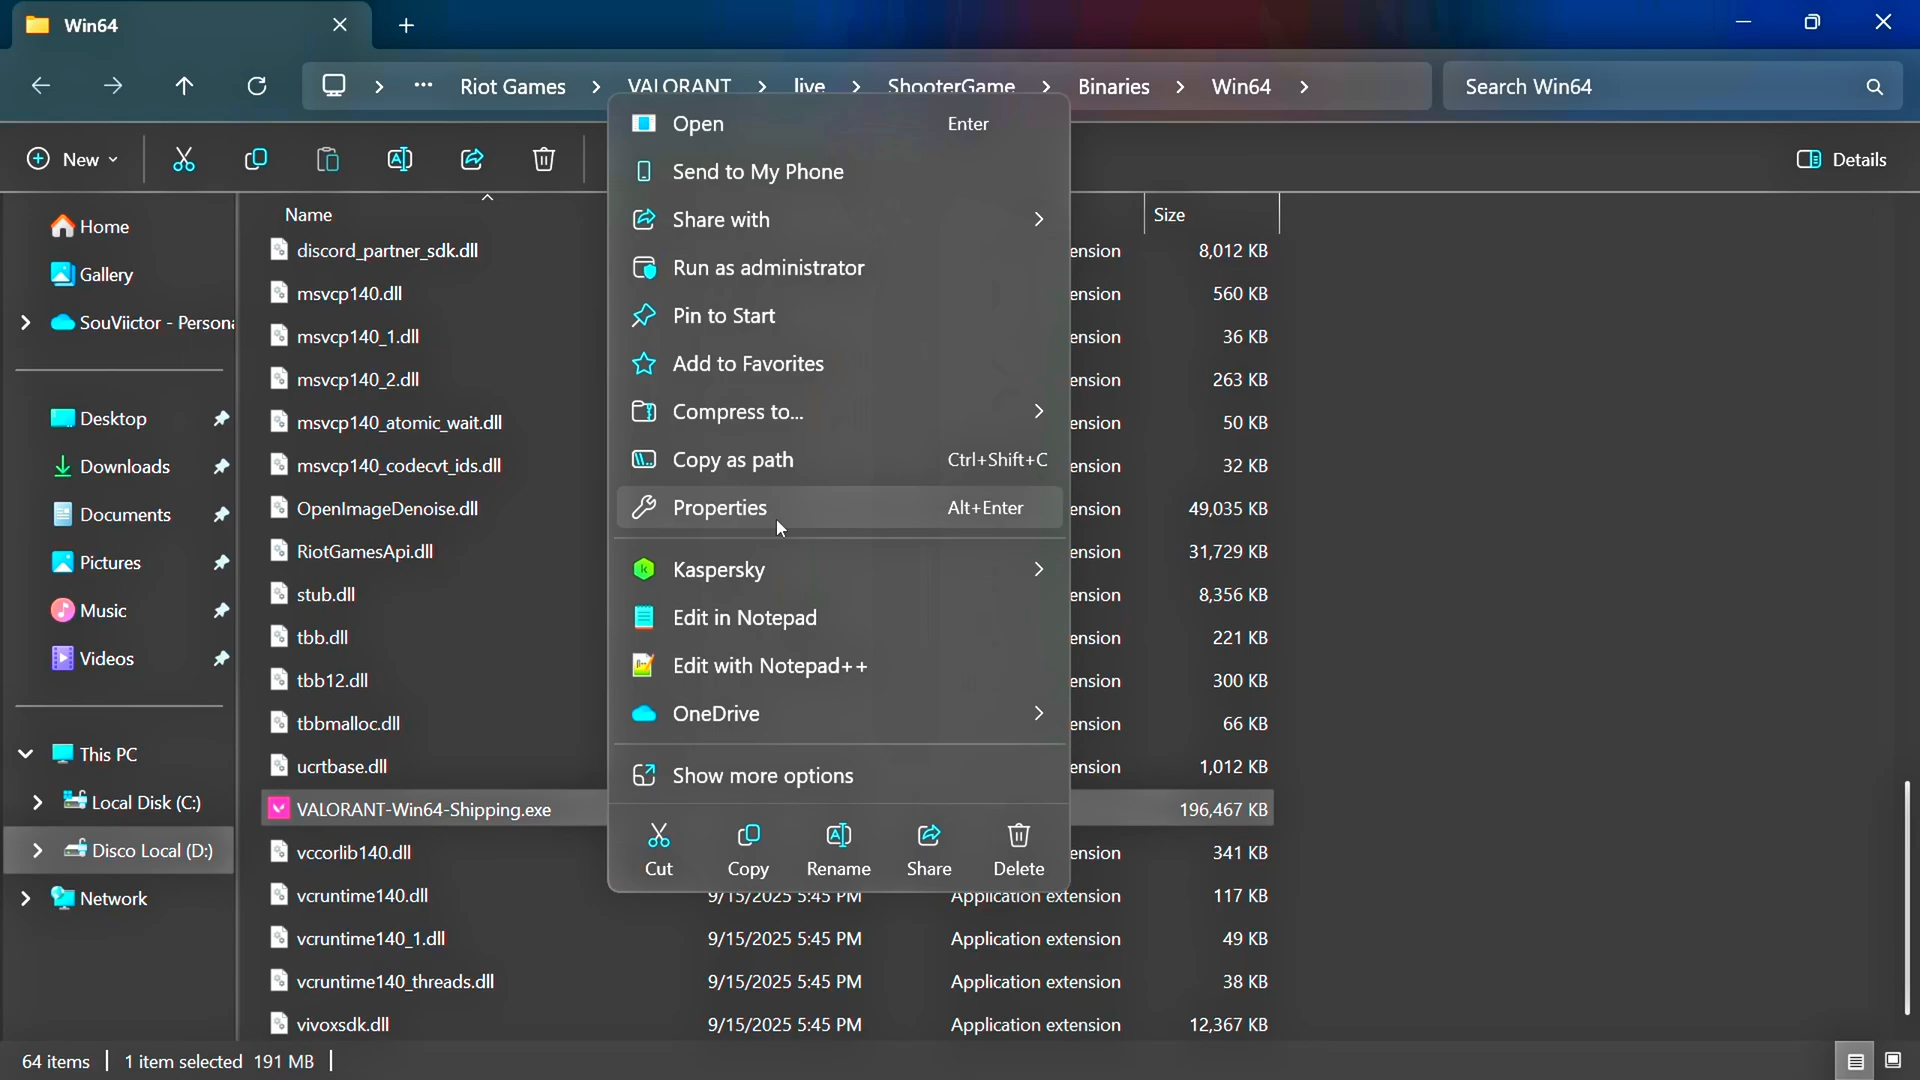 Win64
Riot Games > VALORANT > live > ShooterGame > Binaries > Win64 >
Search Win64
New
Details
Home
Gallery
SouViictor - Persona
Desktop
Downloads
Documents
Pictures
Music
Videos
This PC
Local Disk (C:)
Disco Local (D:)
Network
Name Size
discord_partner_sdk.dll ension 8,012 KB
msvcp140.dll ension 560 KB
msvcp140_1.dll ension 36 KB
msvcp140_2.dll ension 263 KB
msvcp140_atomic_wait.dll ension 50 KB
msvcp140_codecvt_ids.dll ension 32 KB
OpenImageDenoise.dll ension 49,035 KB
RiotGamesApi.dll ension 31,729 KB
stub.dll ension 8,356 KB
tbb.dll ension 221 KB
tbb12.dll ension 300 KB
tbbmalloc.dll ension 66 KB
ucrtbase.dll ension 1,012 KB
VALORANT-Win64-Shipping.exe 196,467 KB
vccorlib140.dll ension 341 KB
vcruntime140.dll 9/15/2025 5:45 PM Application extension 117 KB
vcruntime140_1.dll 9/15/2025 5:45 PM Application extension 49 KB
vcruntime140_threads.dll 9/15/2025 5:45 PM Application extension 38 KB
vivoxsdk.dll 9/15/2025 5:45 PM Application extension 12,367 KB
Open Enter
Send to My Phone
Share with
Run as administrator
Pin to Start
Add to Favorites
Compress to...
Copy as path Ctrl+Shift+C
Properties Alt+Enter
Kaspersky
Edit in Notepad
Edit with Notepad++
OneDrive
Show more options
Cut Copy Rename Share Delete
64 items 1 item selected 191 MB